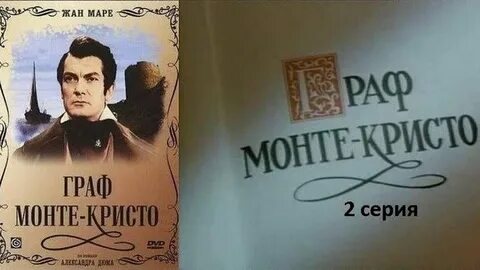 ЖАН МАРЕ
ГРАФ
МОНТЕ-КРИСТО
ПО РОМАНУ
АЛЕКСАНДРА ДЮМА
DVD
ГРАФ
МОНТЕ-КРИСТО
2 серия